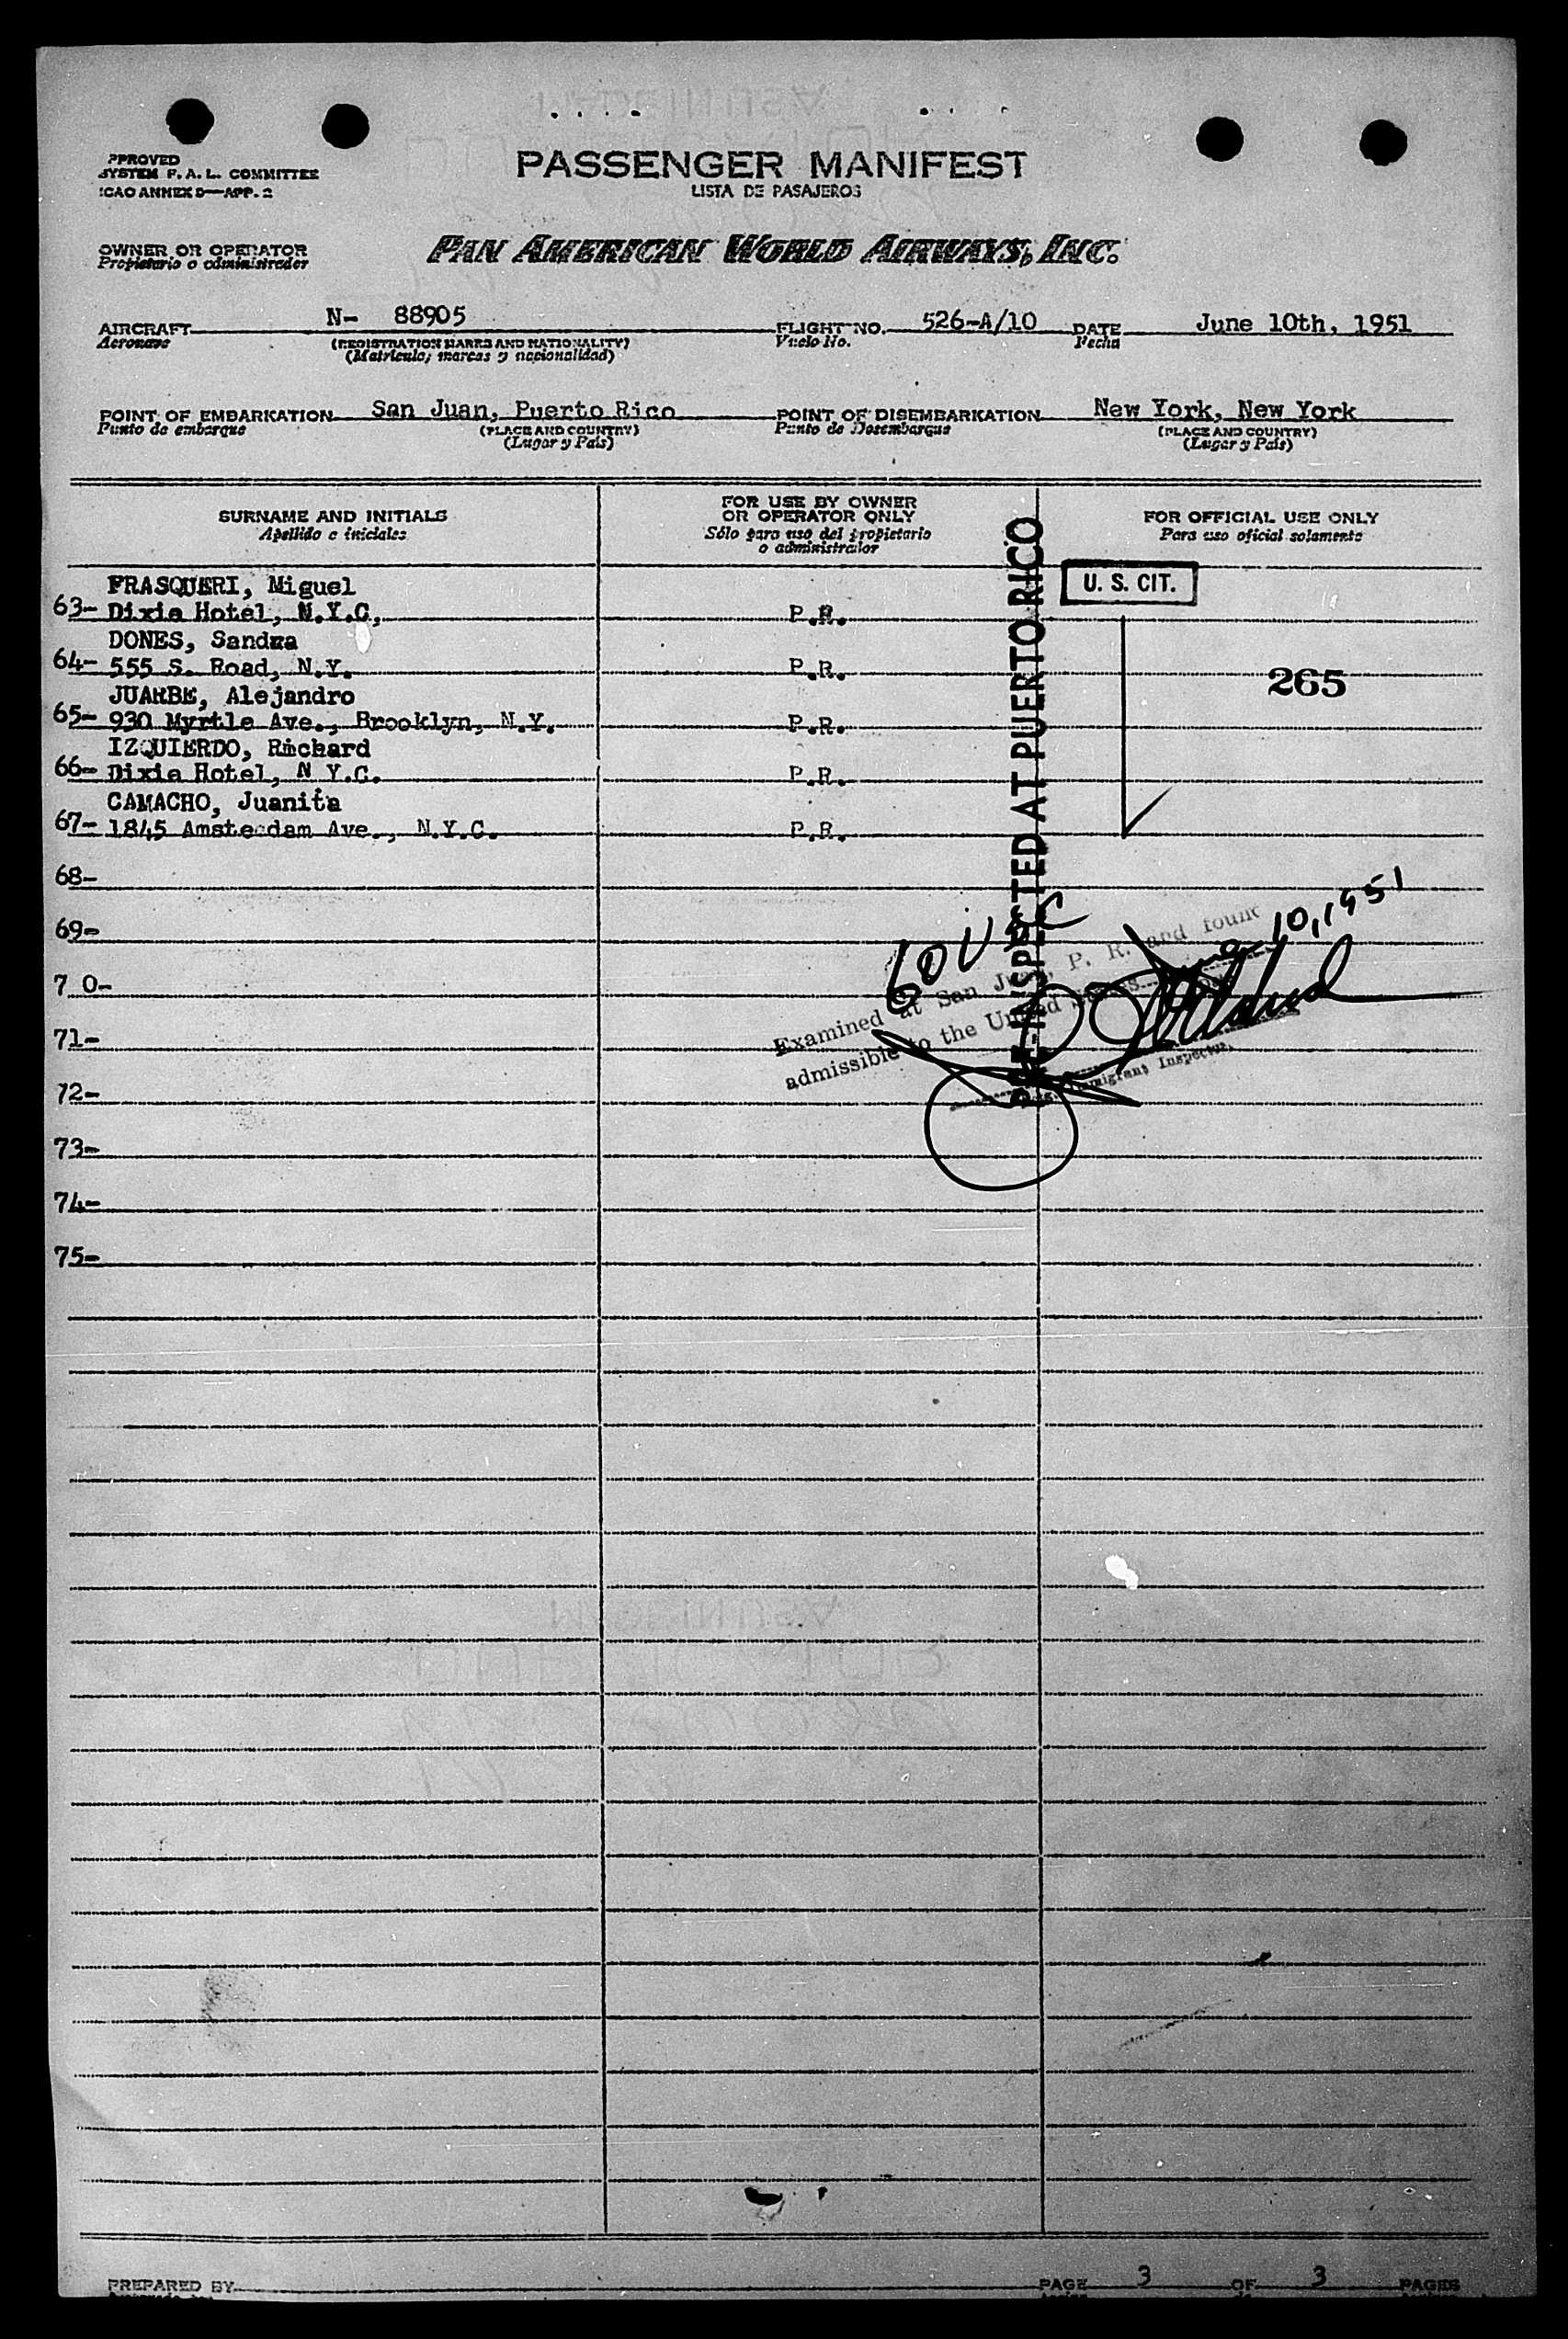 PPROVED
SYSTEM F. A. L. COMMITTEE
ICAO ANNEX 9—APP. 2
PASSENGER MANIFEST
LISTA DE PASAJEROS
OWNER OR OPERATOR
Propietario o administrador
PAN AMERICAN WORLD AIRWAYS, INC.
AIRCRAFT N- 88905 FLIGHT NO. 526-A/10 DATE June 10th, 1951
Aeronave (REGISTRATION MARKS AND NATIONALITY) Vuelo No. Fecha
(Matricula, marcas y nacionalidad)
POINT OF EMBARKATION San Juan, Puerto Rico POINT OF DISEMBARKATION New York, New York
Punto de embarque (PLACE AND COUNTRY) Punto de Desembarque (PLACE AND COUNTRY)
(Lugar y País) (Lugar y País)
SURNAME AND INITIALS
Apellido e iniciales
FOR USE BY OWNER
OR OPERATOR ONLY
Sólo para uso del propietario
o administrador
FOR OFFICIAL USE ONLY
Para uso oficial solamente
FRASQUERI, Miguel
63- Dixie Hotel, N.Y.C, P.R.
DONES, Sandra
64- 555 S. Road, N.Y. P.R.
JUARBE, Alejandro
65- 930 Myrtle Ave., Brooklyn, N.Y. P.R.
IZQUIERDO, Richard
66- Dixie Hotel, N Y.C. P.R.
CAMACHO, Juanita
67- 1845 Amsterdam Ave., N.Y.C. P.R.
68-
69-
7 0-
71-
72-
73-
74-
75-
U. S. CIT.
265
PRE-INSPECTED AT PUERTO RICO
60 USC
10, 1951
Examined at San Juan, P. R. and found
admissible to the United States
Immigrant Inspector.
PREPARED BY PAGE 3 OF 3 PAGES